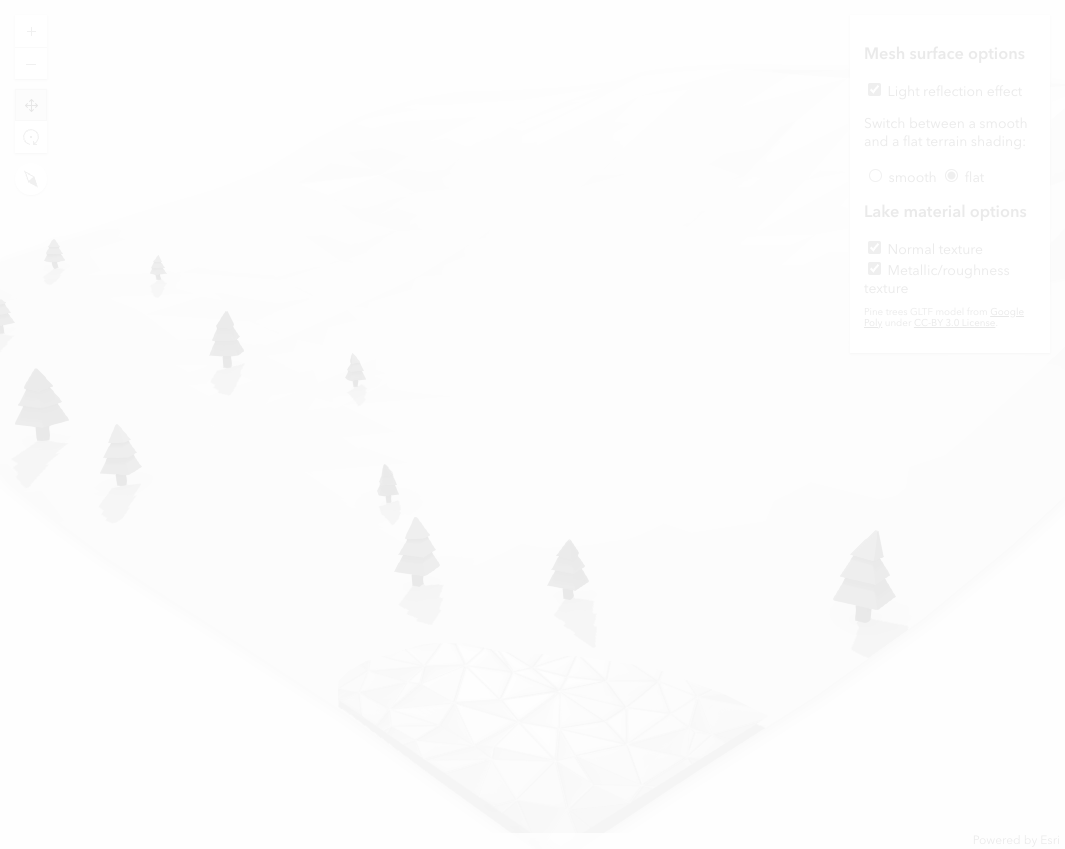 Mesh surface options
Light reflection effect
Switch between a smooth
and a flat terrain shading:
smooth flat
Lake material options
Normal texture
Metallic/roughness
texture
Pine trees GLTF model from Google
Poly under CC-BY 3.0 License
Powered by Esri